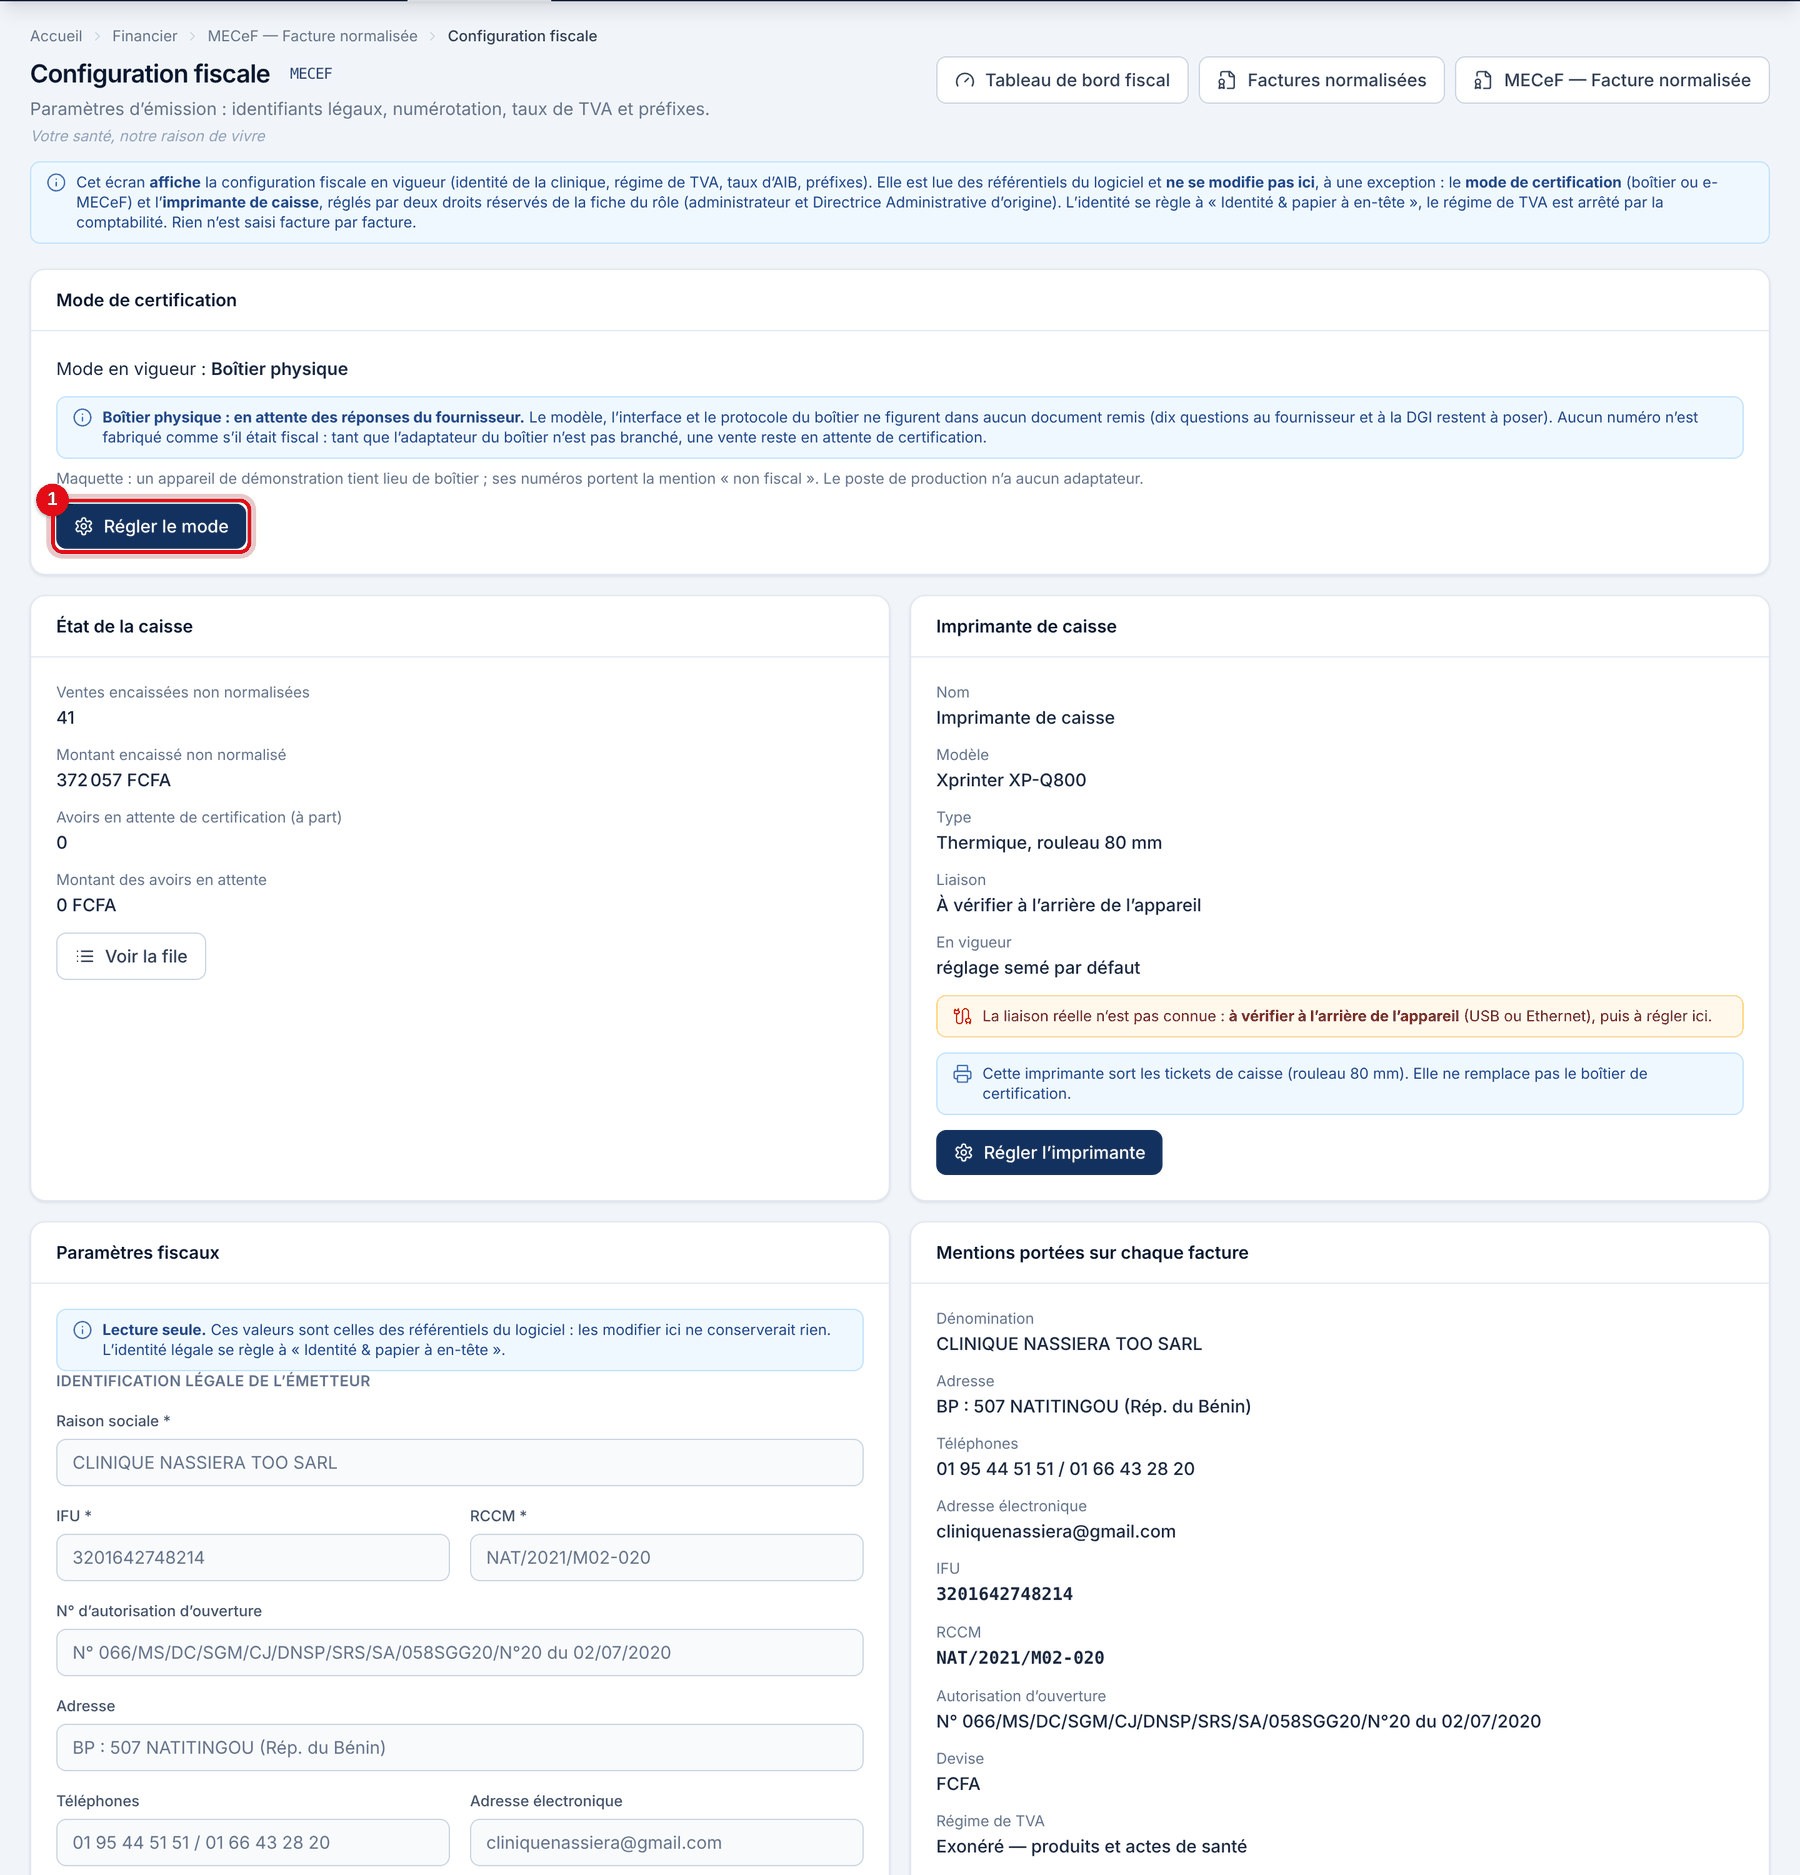 Accueil > Financier > MECeF — Facture normalisée > Configuration fiscale
Configuration fiscale MECEF
Paramètres d’émission : identifiants légaux, numérotation, taux de TVA et préfixes.
Votre santé, notre raison de vivre
Tableau de bord fiscal
Factures normalisées
MECeF — Facture normalisée
Cet écran affiche la configuration fiscale en vigueur (identité de la clinique, régime de TVA, taux d’AIB, préfixes). Elle est lue des référentiels du logiciel et ne se modifie pas ici, à une exception : le mode de certification (boîtier ou e-
MECeF) et l’imprimante de caisse, réglés par deux droits réservés de la fiche du rôle (administrateur et Directrice Administrative d’origine). L’identité se règle à « Identité & papier à en-tête », le régime de TVA est arrêté par la
comptabilité. Rien n’est saisi facture par facture.
Mode de certification
Mode en vigueur : Boîtier physique
Boîtier physique : en attente des réponses du fournisseur. Le modèle, l’interface et le protocole du boîtier ne figurent dans aucun document remis (dix questions au fournisseur et à la DGI restent à poser). Aucun numéro n’est
fabriqué comme s’il était fiscal : tant que l’adaptateur du boîtier n’est pas branché, une vente reste en attente de certification.
Maquette : un appareil de démonstration tient lieu de boîtier ; ses numéros portent la mention « non fiscal ». Le poste de production n’a aucun adaptateur.
1
Régler le mode
État de la caisse
Ventes encaissées non normalisées
41
Montant encaissé non normalisé
372 057 FCFA
Avoirs en attente de certification (à part)
0
Montant des avoirs en attente
0 FCFA
Voir la file
Imprimante de caisse
Nom
Imprimante de caisse
Modèle
Xprinter XP-Q800
Type
Thermique, rouleau 80 mm
Liaison
À vérifier à l’arrière de l’appareil
En vigueur
réglage semé par défaut
La liaison réelle n’est pas connue : à vérifier à l’arrière de l’appareil (USB ou Ethernet), puis à régler ici.
Cette imprimante sort les tickets de caisse (rouleau 80 mm). Elle ne remplace pas le boîtier de
certification.
Régler l’imprimante
Paramètres fiscaux
Lecture seule. Ces valeurs sont celles des référentiels du logiciel : les modifier ici ne conserverait rien.
L’identité légale se règle à « Identité & papier à en-tête ».
IDENTIFICATION LÉGALE DE L’ÉMETTEUR
Raison sociale *
CLINIQUE NASSIERA TOO SARL
IFU *
3201642748214
RCCM *
NAT/2021/M02-020
N° d’autorisation d’ouverture
N° 066/MS/DC/SGM/CJ/DNSP/SRS/SA/058SGG20/N°20 du 02/07/2020
Adresse
BP : 507 NATITINGOU (Rép. du Bénin)
Téléphones
01 95 44 51 51 / 01 66 43 28 20
Adresse électronique
cliniquenassiera@gmail.com
Mentions portées sur chaque facture
Dénomination
CLINIQUE NASSIERA TOO SARL
Adresse
BP : 507 NATITINGOU (Rép. du Bénin)
Téléphones
01 95 44 51 51 / 01 66 43 28 20
Adresse électronique
cliniquenassiera@gmail.com
IFU
3201642748214
RCCM
NAT/2021/M02-020
Autorisation d’ouverture
N° 066/MS/DC/SGM/CJ/DNSP/SRS/SA/058SGG20/N°20 du 02/07/2020
Devise
FCFA
Régime de TVA
Exonéré — produits et actes de santé